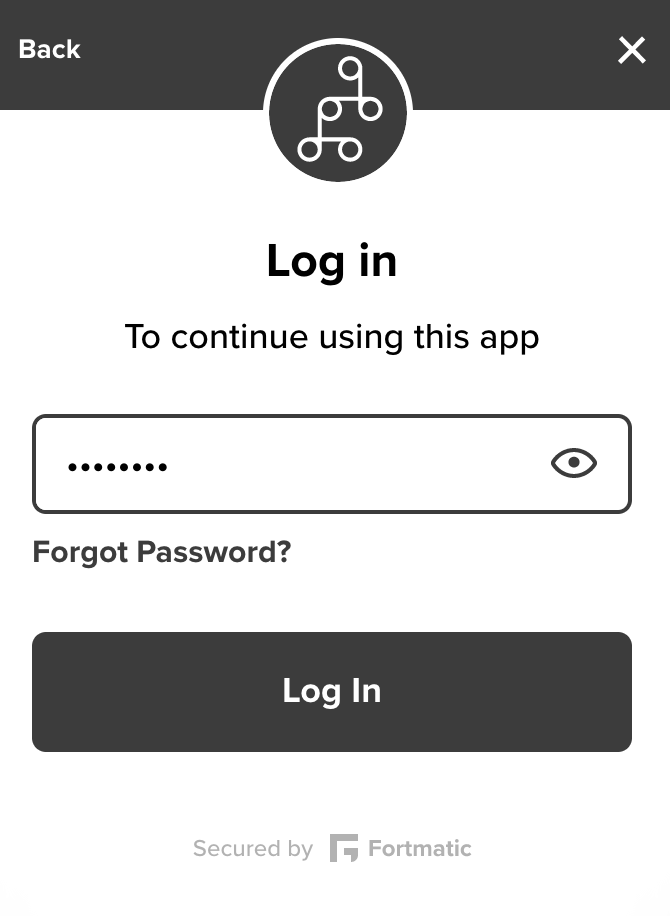 Back
Log in
To continue using this app
••••••••
Forgot Password?
Log In
Secured by Fortmatic